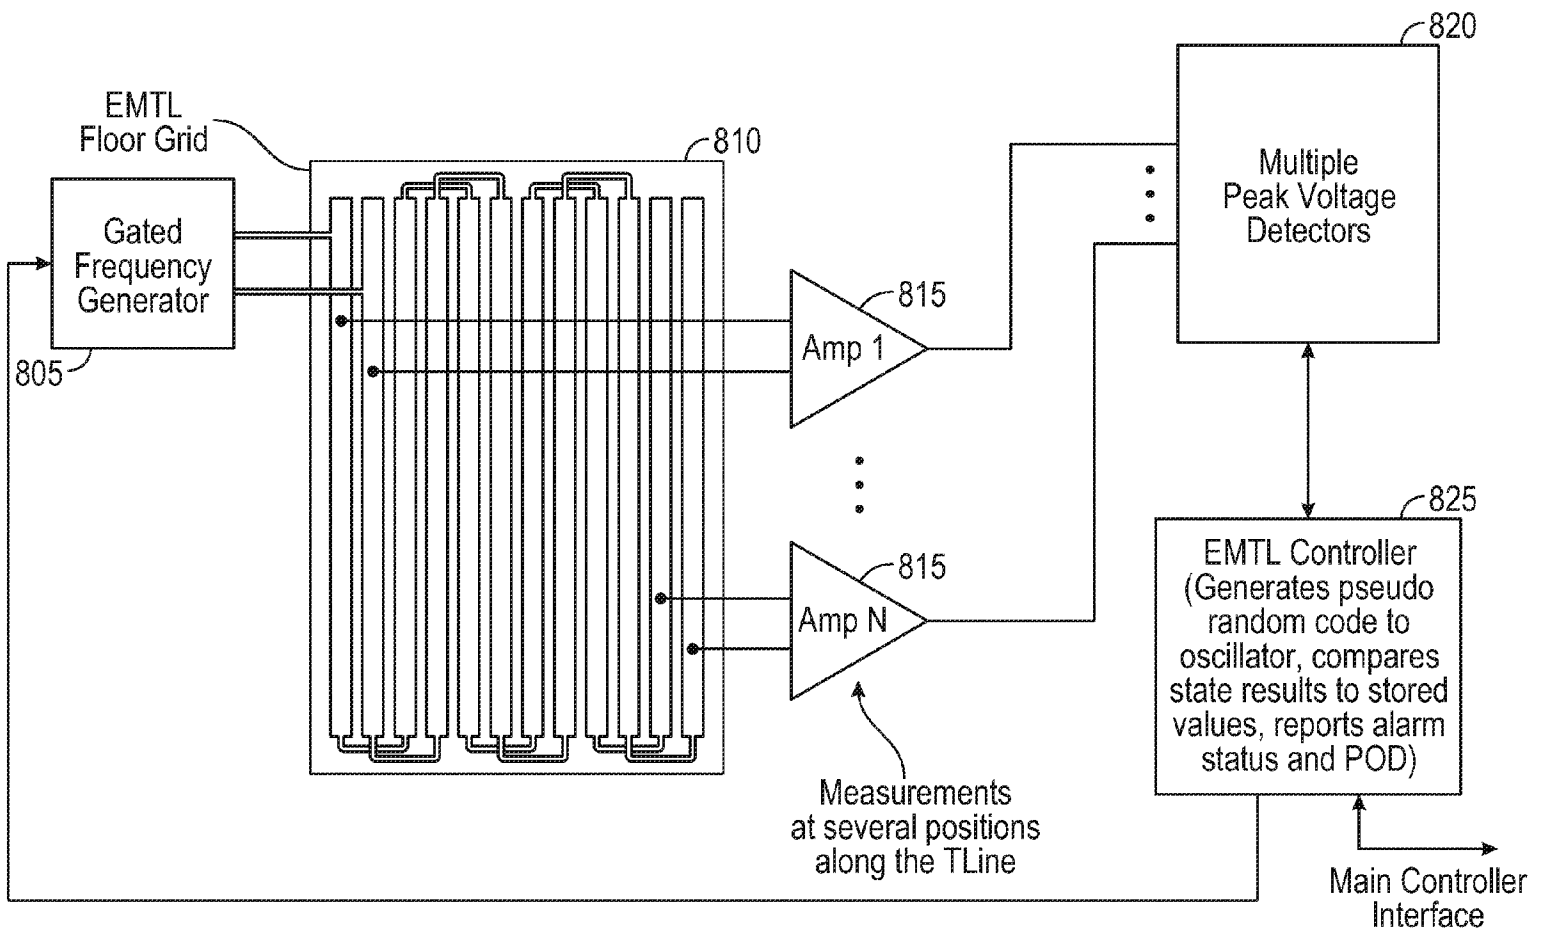 820
EMTL
Floor Grid
810
Multiple
Peak Voltage
Detectors
Gated
Frequency
Generator
805
815
Amp 1
825
EMTL Controller
(Generates pseudo
random code to
oscillator, compares
state results to stored
values, reports alarm
status and POD)
815
Amp N
Measurements
at several positions
along the TLine
Main Controller
Interface